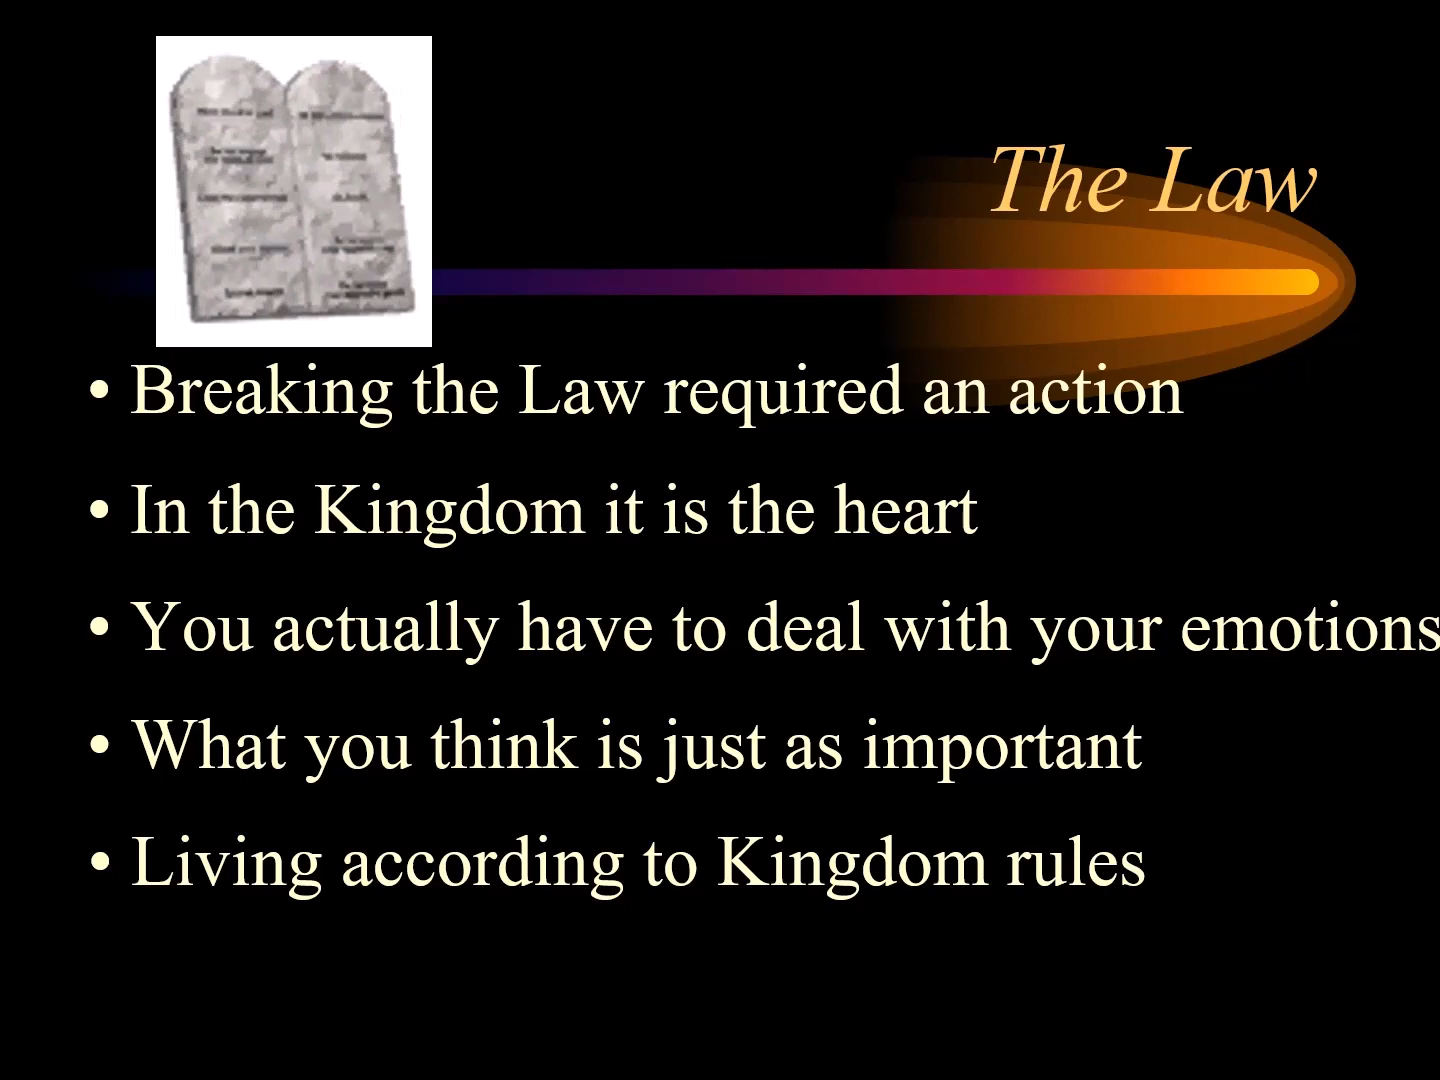 The Law
• Breaking the Law required an action
• In the Kingdom it is the heart
• You actually have to deal with your emotions
• What you think is just as important
• Living according to Kingdom rules